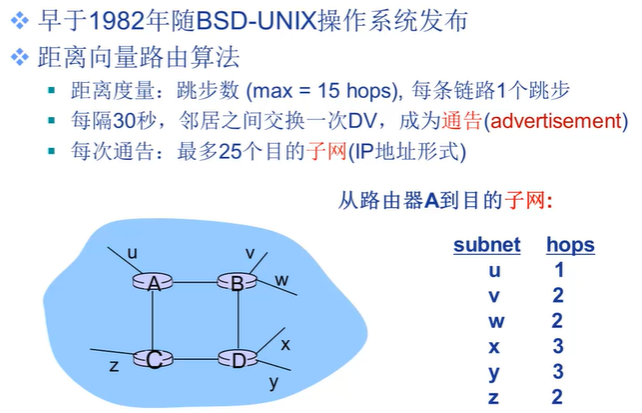 早于1982年随BSD-UNIX操作系统发布
距离向量路由算法
距离度量：跳步数 (max = 15 hops), 每条链路1个跳步
每隔30秒，邻居之间交换一次DV，成为通告(advertisement)
每次通告：最多25个目的子网(IP地址形式)
从路由器A到目的子网:
subnet hops
u 1
v 2
w 2
x 3
y 3
z 2
u
v
A
B
w
C
D
x
z
y